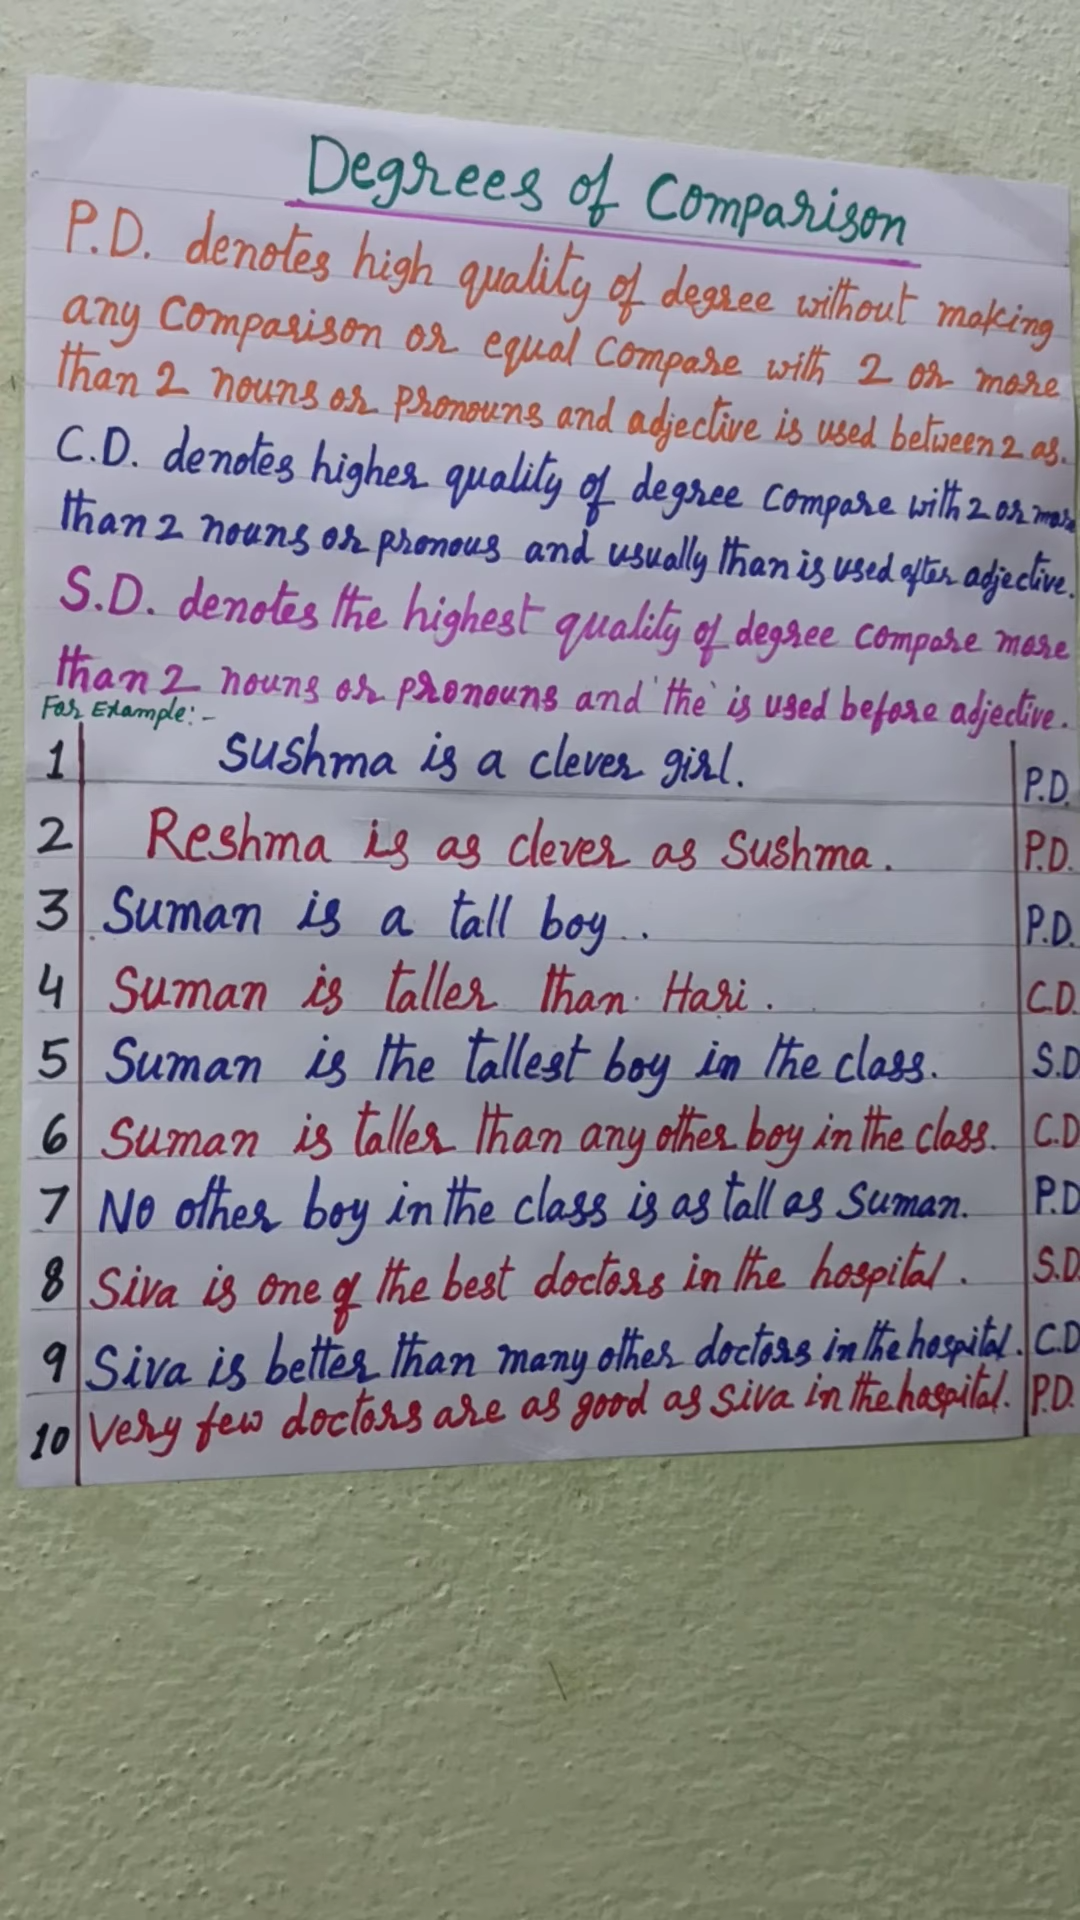 Degrees of Comparison
P.D. denotes high quality of degree without making
any Comparison or equal Compare with 2 or more
than 2 nouns or pronouns and adjective is used between 2 as.
C.D. denotes higher quality of degree Compare with 2 or more
than 2 nouns or pronous and usually than is used after adjective.
S.D. denotes the highest quality of degree compare more
than 2 nouns or pronouns and 'the' is used before adjective.
For Example:-
1 Sushma is a clever girl. P.D.
2 Reshma is as clever as Sushma. P.D.
3 Suman is a tall boy. P.D.
4 Suman is taller than Hari. C.D.
5 Suman is the tallest boy in the class. S.D
6 Suman is taller than any other boy in the class. C.D
7 No other boy in the class is as tall as Suman. P.D
8 Siva is one of the best doctors in the hospital. S.D.
9 Siva is better than many other doctors in the hospital. C.D
10 Very few doctors are as good as Siva in the hospital. P.D.